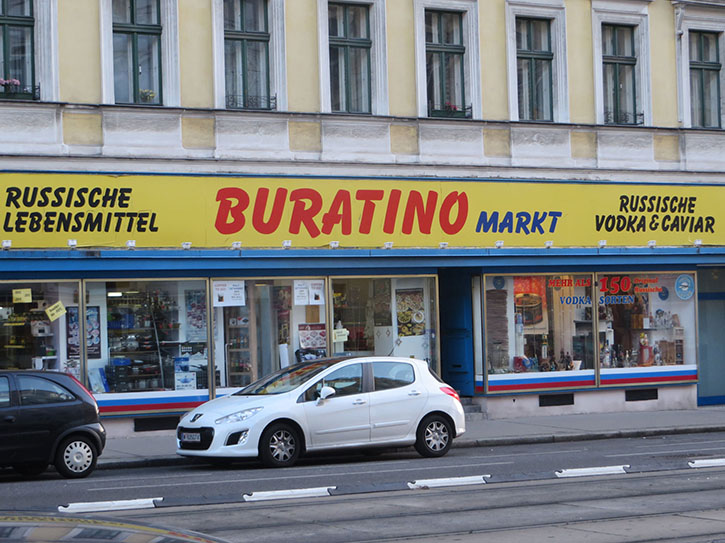 RUSSISCHE
LEBENSMITTEL
BURATINO MARKT
RUSSISCHE
VODKA & CAVIAR
MEHR ALS 150
VODKA SORTEN